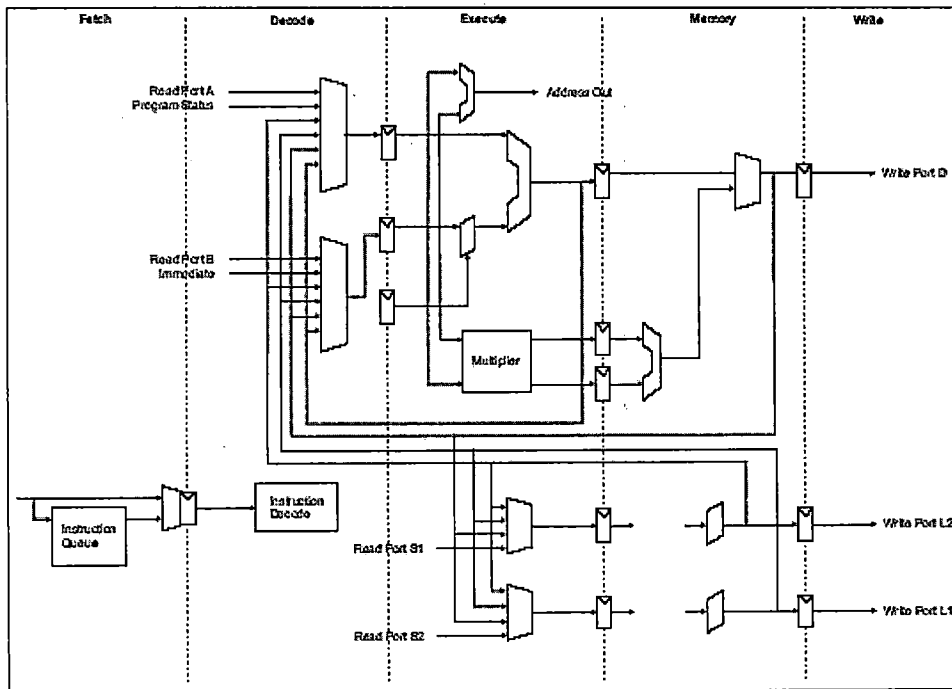 Fetch
Decode
Execute
Memory
Write
Read Port A
Program Status
Address Out
Write Port D
Read Port B
Immediate
Multiplier
Instruction
Queue
Instruction
Decode
Read Port S1
Write Port L2
Read Port S2
Write Port L1